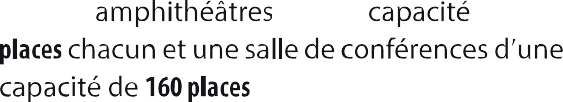 amphithéâtres capacité
places chacun et une salle de conférences d’une
capacité de 160 places